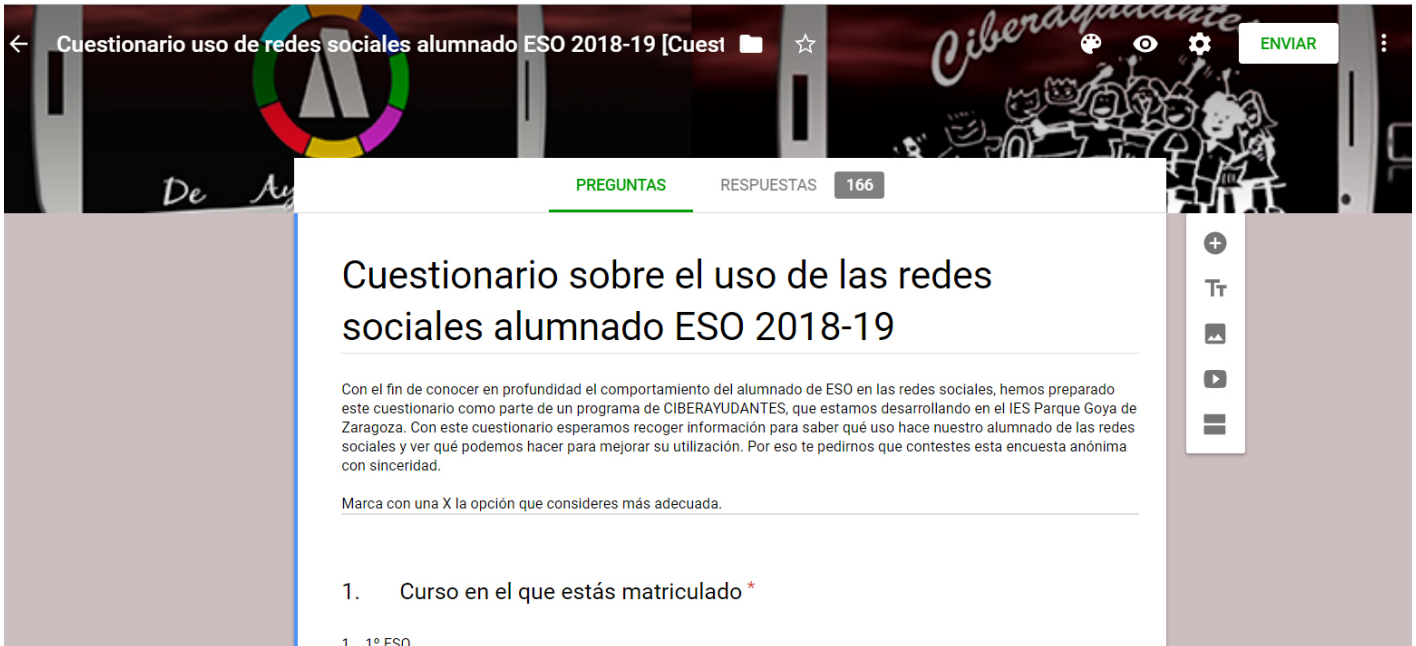 Cuestionario uso de redes sociales alumnado ESO 2018-19 [Cuest
ENVIAR
Ciberayudantes
De Ay
PREGUNTAS
RESPUESTAS 166
Cuestionario sobre el uso de las redes
sociales alumnado ESO 2018-19
Con el fin de conocer en profundidad el comportamiento del alumnado de ESO en las redes sociales, hemos preparado
este cuestionario como parte de un programa de CIBERAYUDANTES, que estamos desarrollando en el IES Parque Goya de
Zaragoza. Con este cuestionario esperamos recoger información para saber qué uso hace nuestro alumnado de las redes
sociales y ver qué podemos hacer para mejorar su utilización. Por eso te pedirnos que contestes esta encuesta anónima
con sinceridad.
Marca con una X la opción que consideres más adecuada.
1. Curso en el que estás matriculado *
1. 1º ESO
Tт